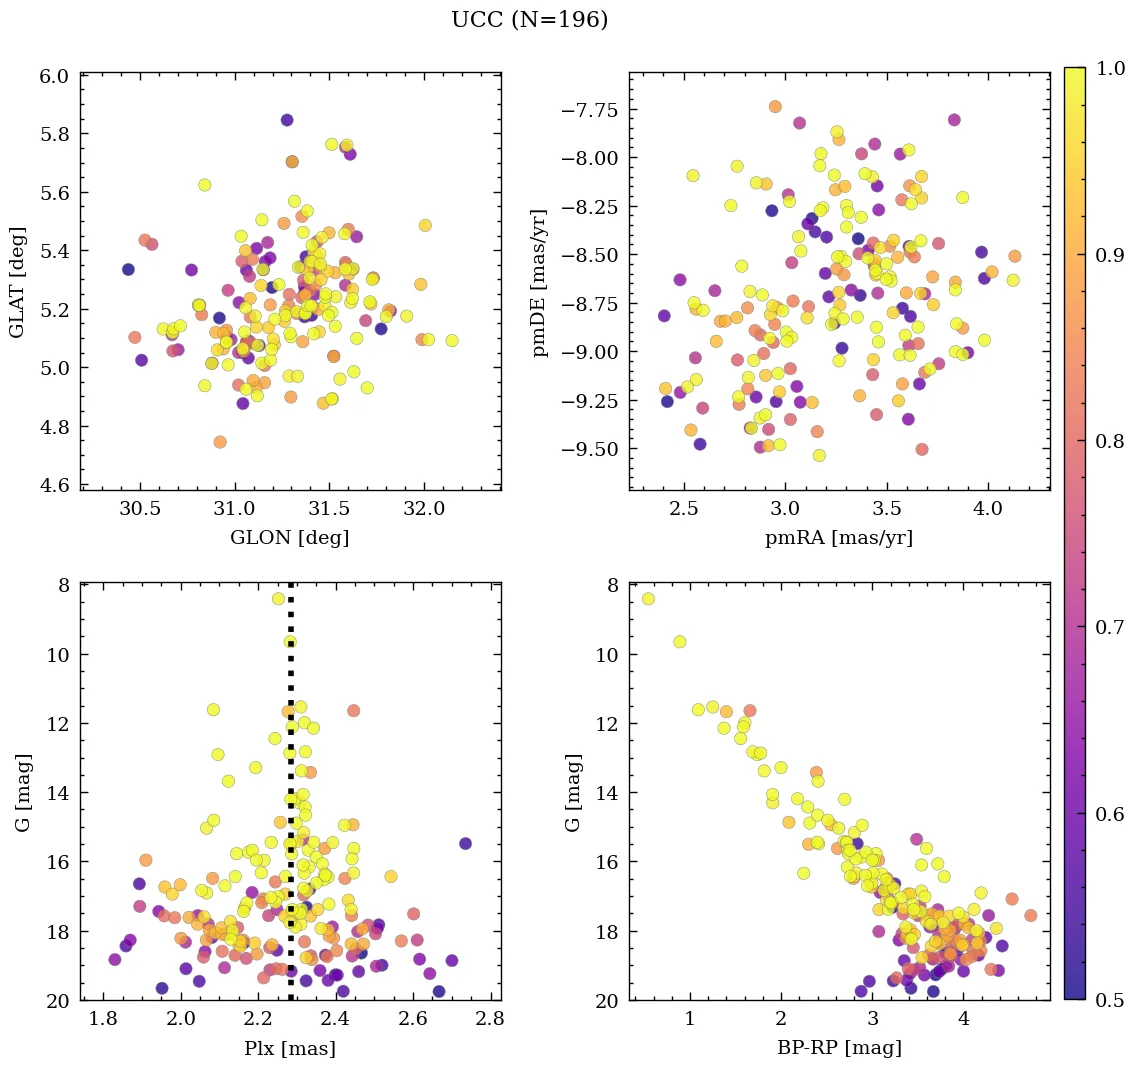 UCC (N=196)
6.0
5.8
5.6
5.4
5.2
5.0
4.8
4.6
GLAT [deg]
30.5 31.0 31.5 32.0
GLON [deg]
−7.75
−8.00
−8.25
−8.50
−8.75
−9.00
−9.25
−9.50
pmDE [mas/yr]
2.5 3.0 3.5 4.0
pmRA [mas/yr]
1.0
0.9
0.8
0.7
0.6
0.5
8
10
12
14
16
18
20
G [mag]
1.8 2.0 2.2 2.4 2.6 2.8
Plx [mas]
8
10
12
14
16
18
20
G [mag]
1 2 3 4
BP-RP [mag]